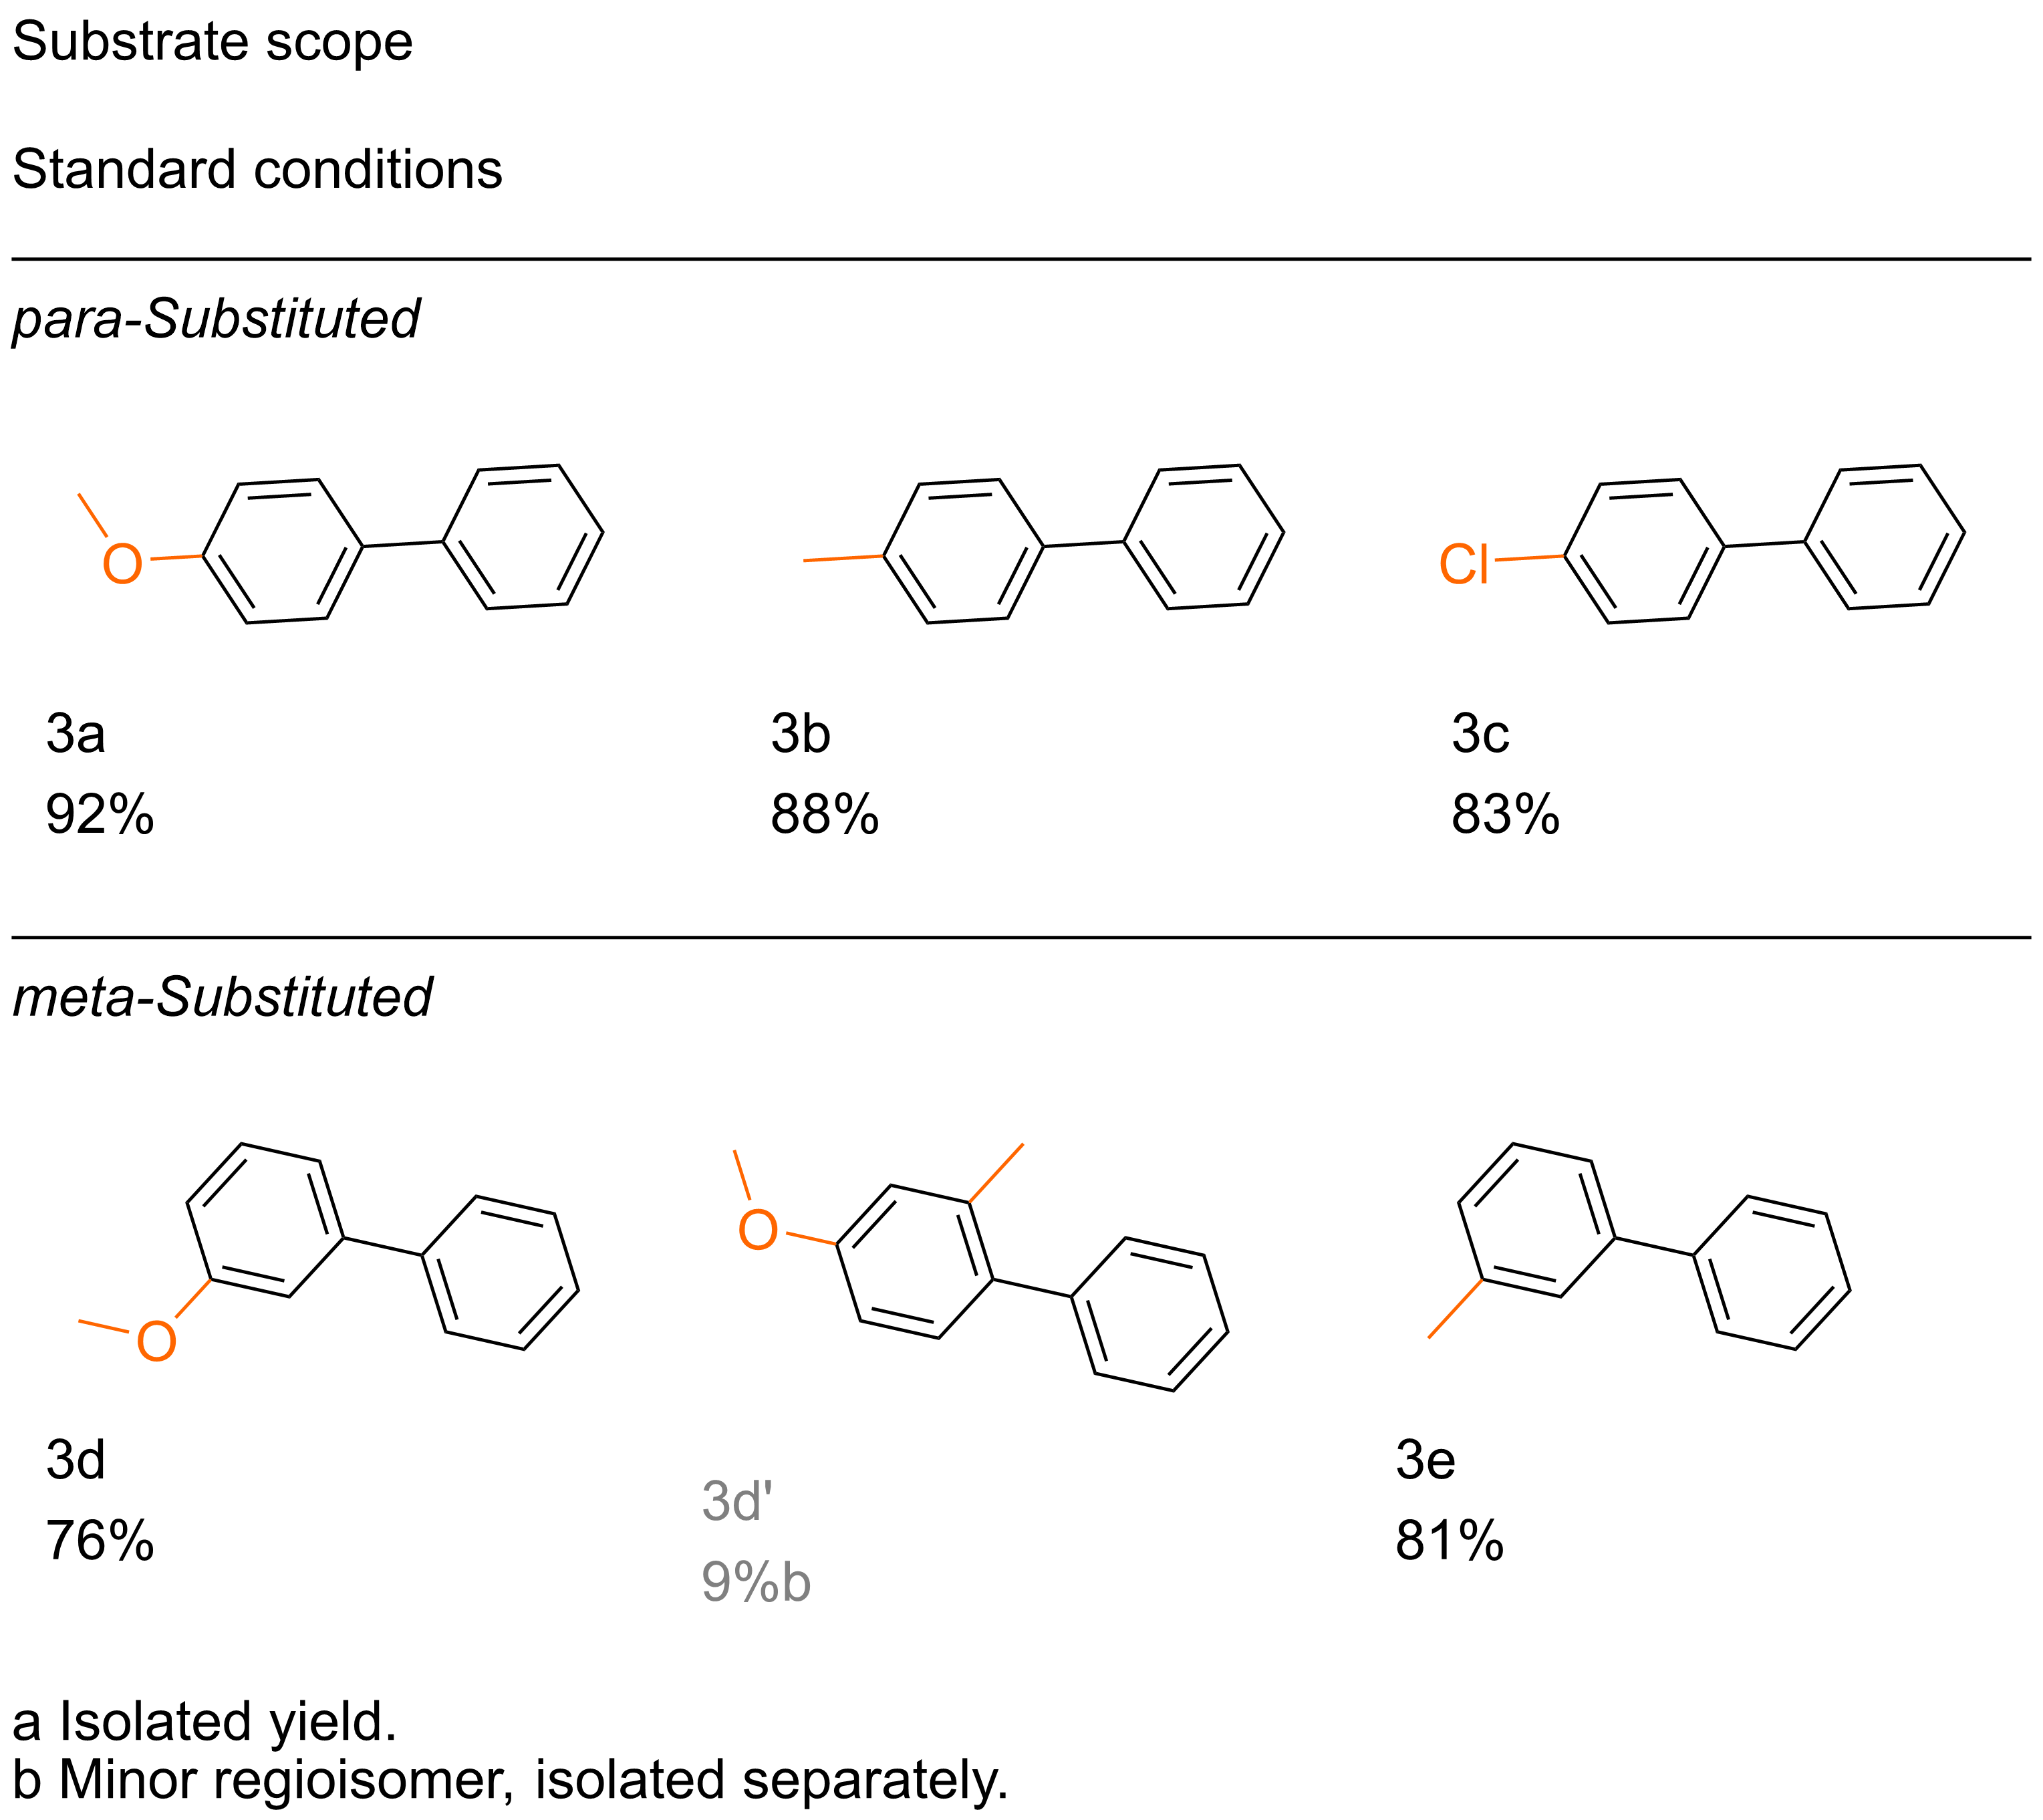 Substrate scope
Standard conditions
para-Substituted
O
Cl
3a
3b
3c
92%
88%
83%
meta-Substituted
O
O
3d
3d'
3e
76%
9%b
81%
a Isolated yield.
b Minor regioisomer, isolated separately.